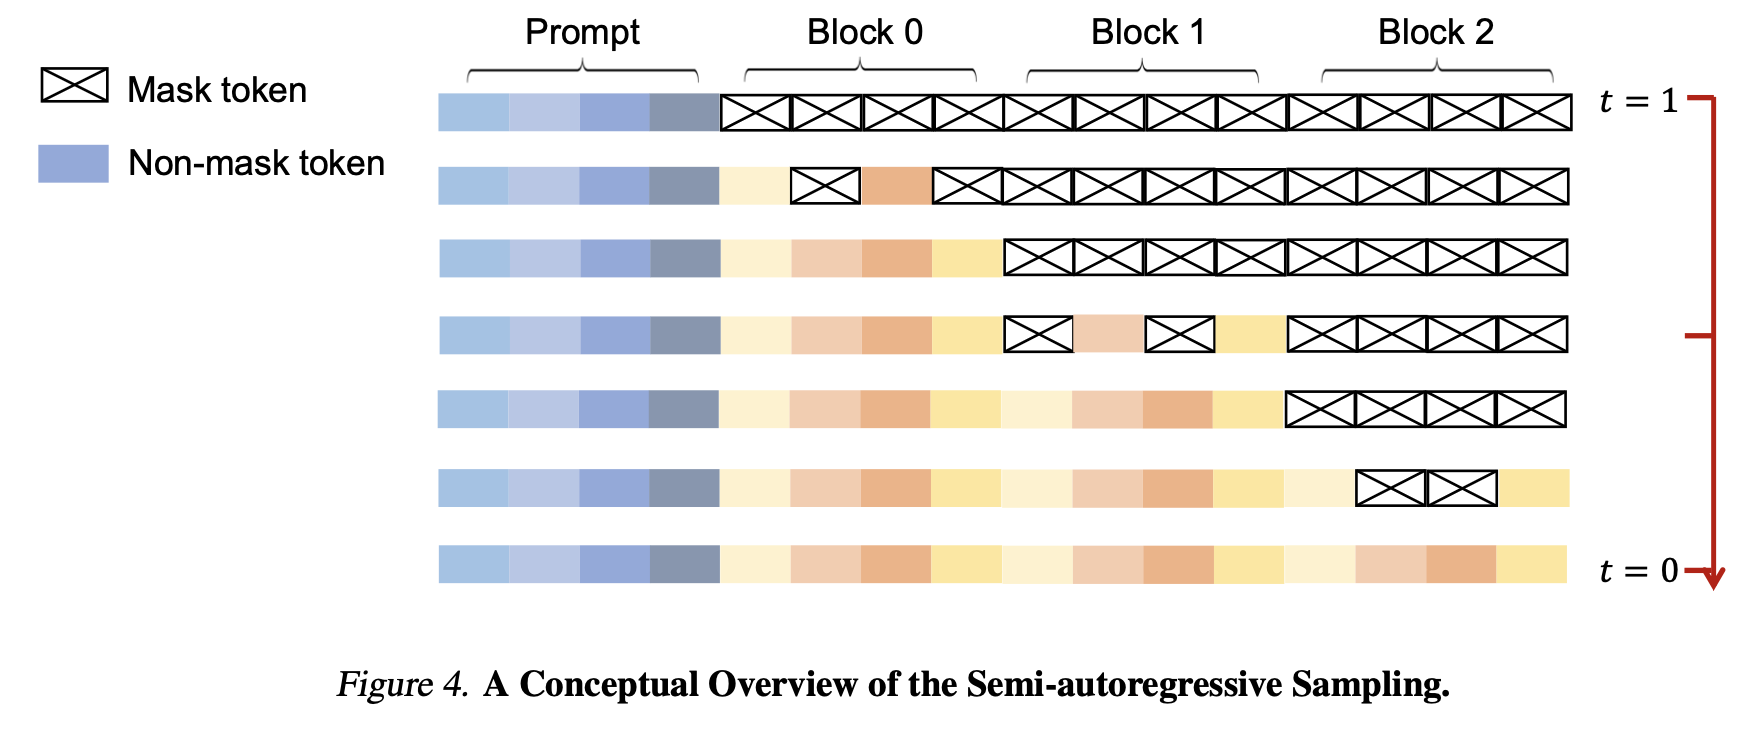 Prompt Block 0 Block 1 Block 2
Mask token
Non-mask token
t = 1
t = 0
Figure 4. A Conceptual Overview of the Semi-autoregressive Sampling.